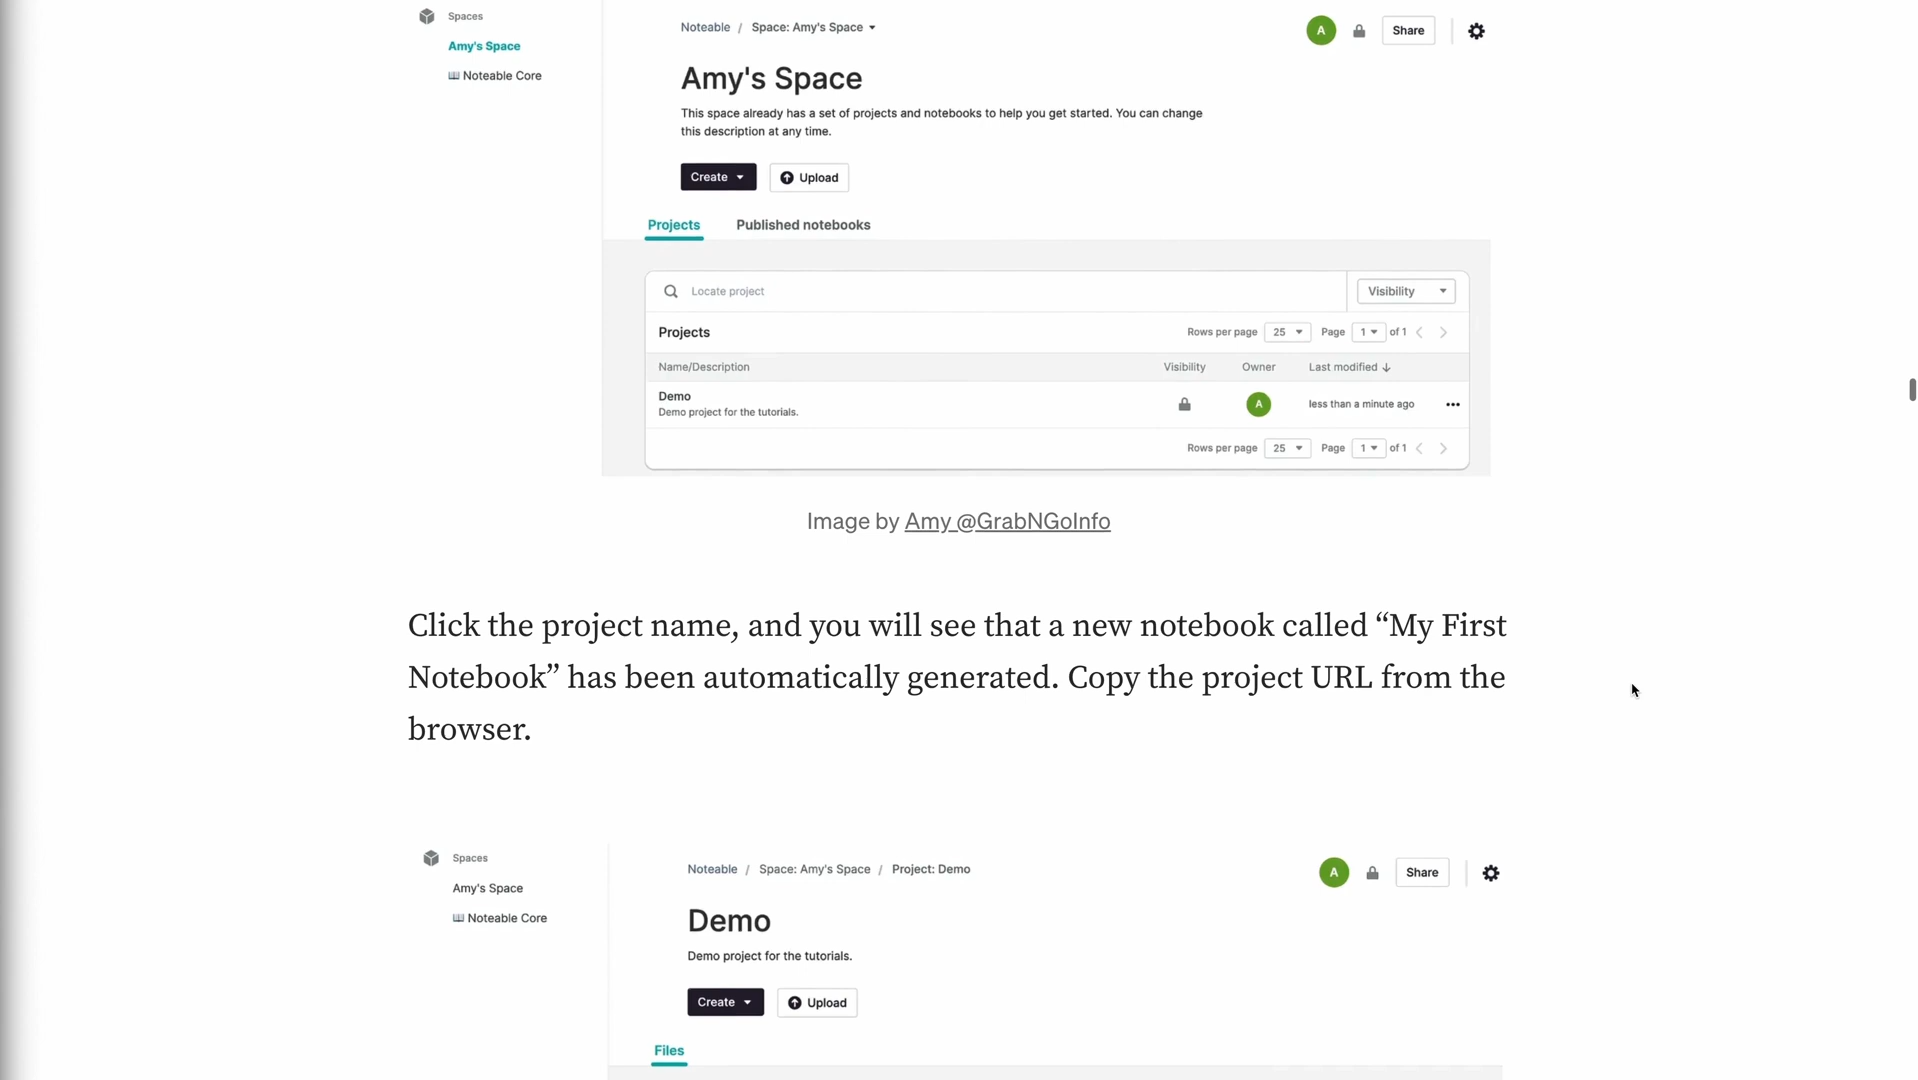 Spaces
Amy's Space
Noteable Core
Noteable / Space: Amy's Space
A
Share
Amy's Space
This space already has a set of projects and notebooks to help you get started. You can change
this description at any time.
Create
Upload
Projects
Published notebooks
Locate project
Visibility
Projects
Rows per page 25 Page 1 of 1
Name/Description Visibility Owner Last modified
Demo
Demo project for the tutorials.
A
less than a minute ago
Rows per page 25 Page 1 of 1
Image by Amy @GrabNGoInfo
Click the project name, and you will see that a new notebook called “My First
Notebook” has been automatically generated. Copy the project URL from the
browser.
Spaces
Amy's Space
Noteable Core
Noteable / Space: Amy's Space / Project: Demo
A
Share
Demo
Demo project for the tutorials.
Create
Upload
Files